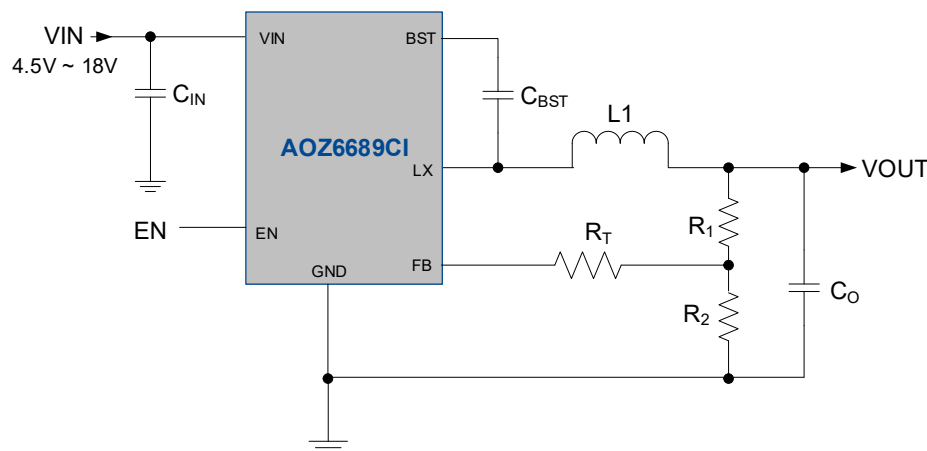 VIN
4.5V ~ 18V
C_IN
VIN
BST
C_BST
L1
AOZ6689CI
LX
VOUT
R_1
EN
EN
R_T
FB
GND
R_2
C_O